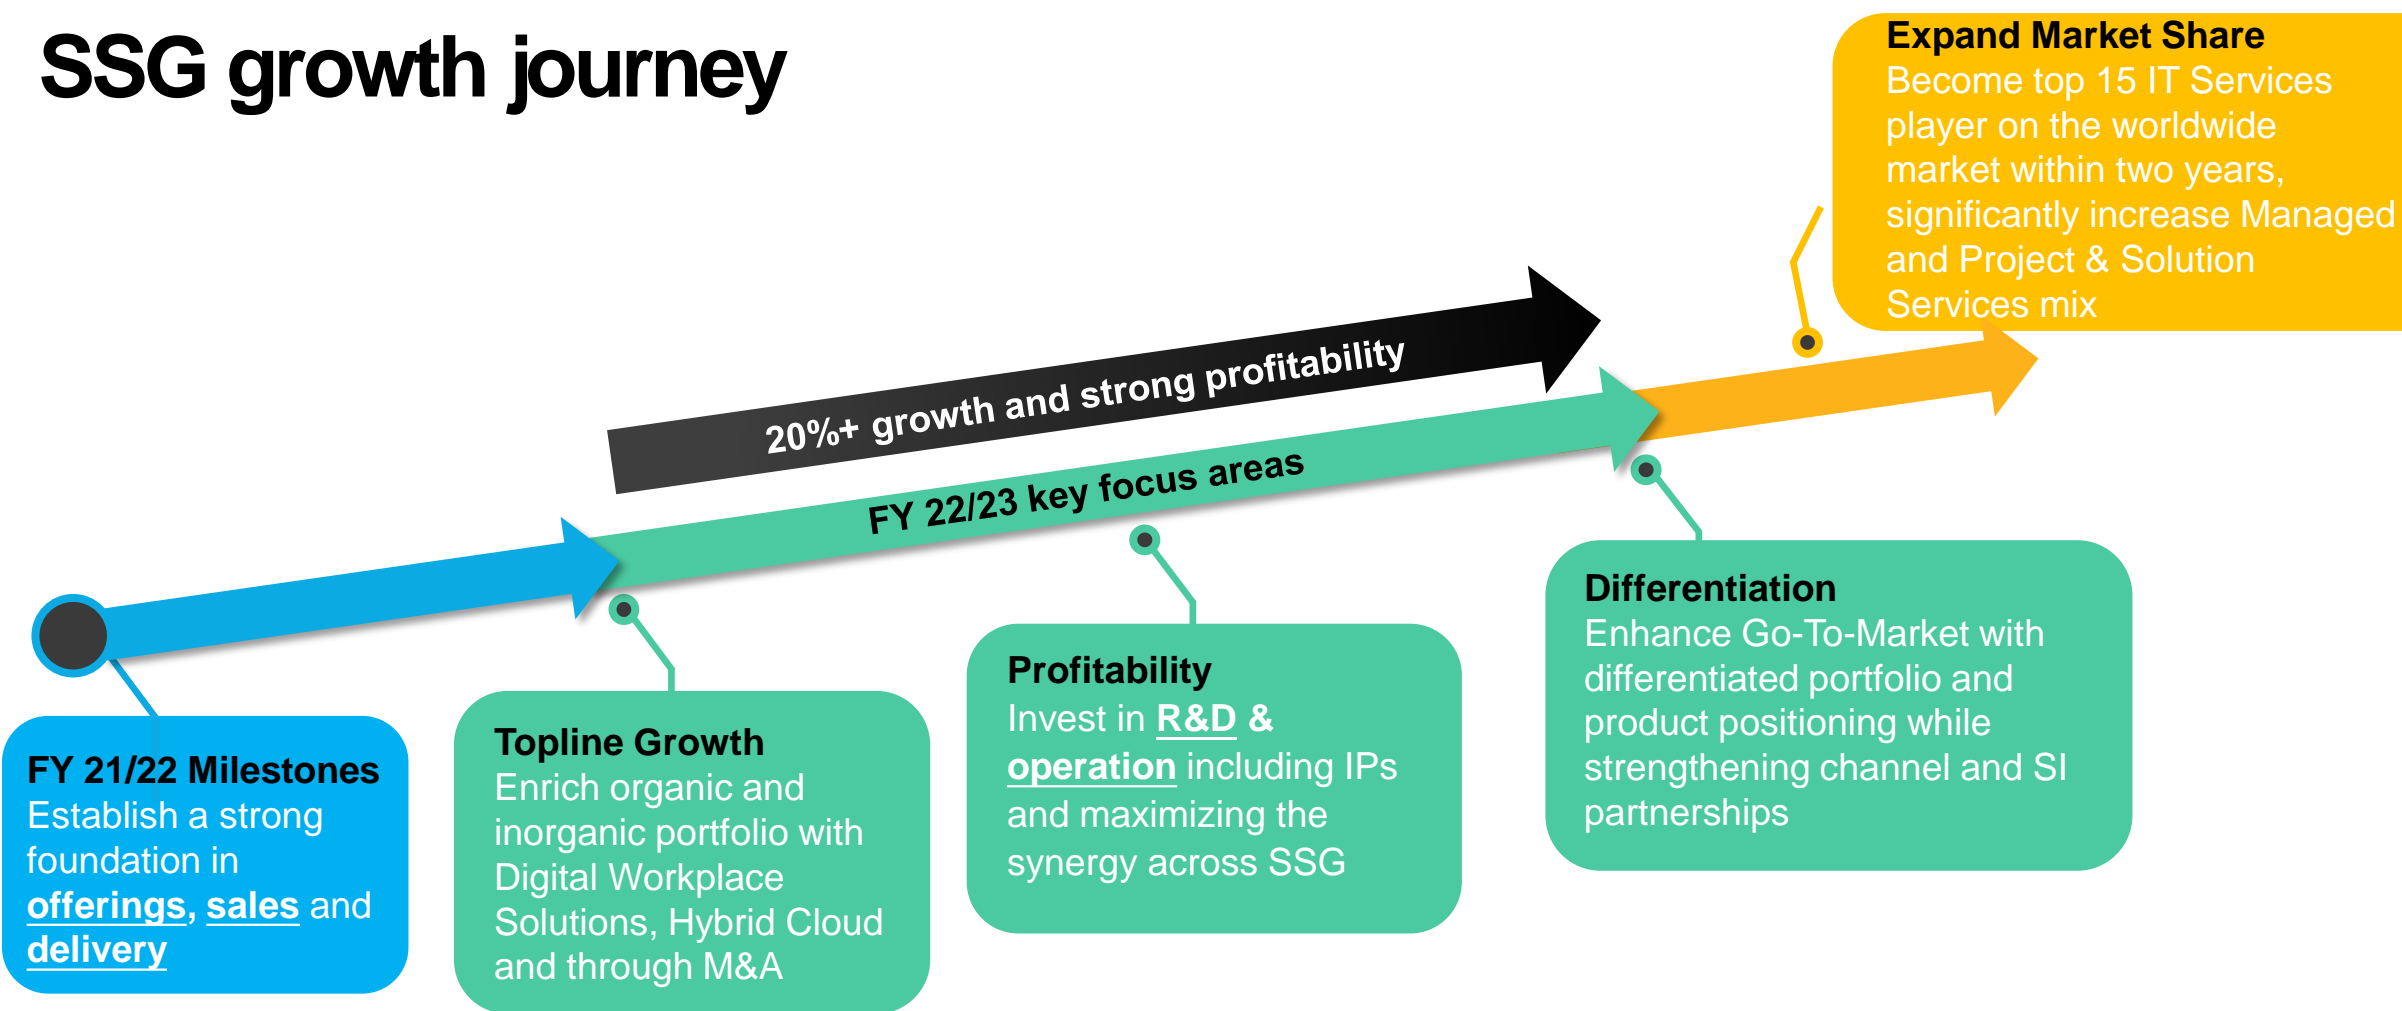 SSG growth journey
Expand Market Share
Become top 15 IT Services
player on the worldwide
market within two years,
significantly increase Managed
and Project & Solution
Services mix
20%+ growth and strong profitability
FY 22/23 key focus areas
FY 21/22 Milestones
Establish a strong
foundation in
offerings, sales and
delivery
Topline Growth
Enrich organic and
inorganic portfolio with
Digital Workplace
Solutions, Hybrid Cloud
and through M&A
Profitability
Invest in R&D &
operation including IPs
and maximizing the
synergy across SSG
Differentiation
Enhance Go-To-Market with
differentiated portfolio and
product positioning while
strengthening channel and SI
partnerships